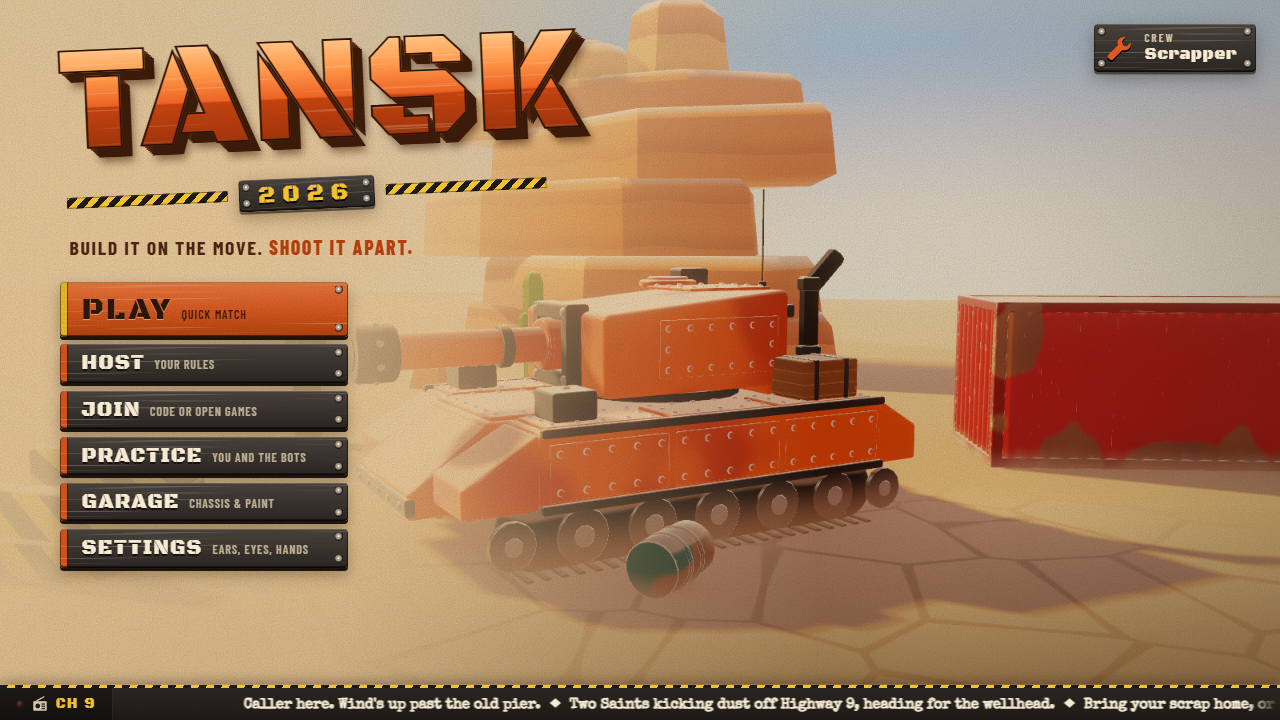 TANSK
2026
BUILD IT ON THE MOVE. SHOOT IT APART.
CREW
Scrapper
PLAY QUICK MATCH
HOST YOUR RULES
JOIN CODE OR OPEN GAMES
PRACTICE YOU AND THE BOTS
GARAGE CHASSIS & PAINT
SETTINGS EARS, EYES, HANDS
CH 9 Caller here. Wind's up past the old pier. ◆ Two Saints kicking dust off Highway 9, heading for the wellhead. ◆ Bring your scrap home, or